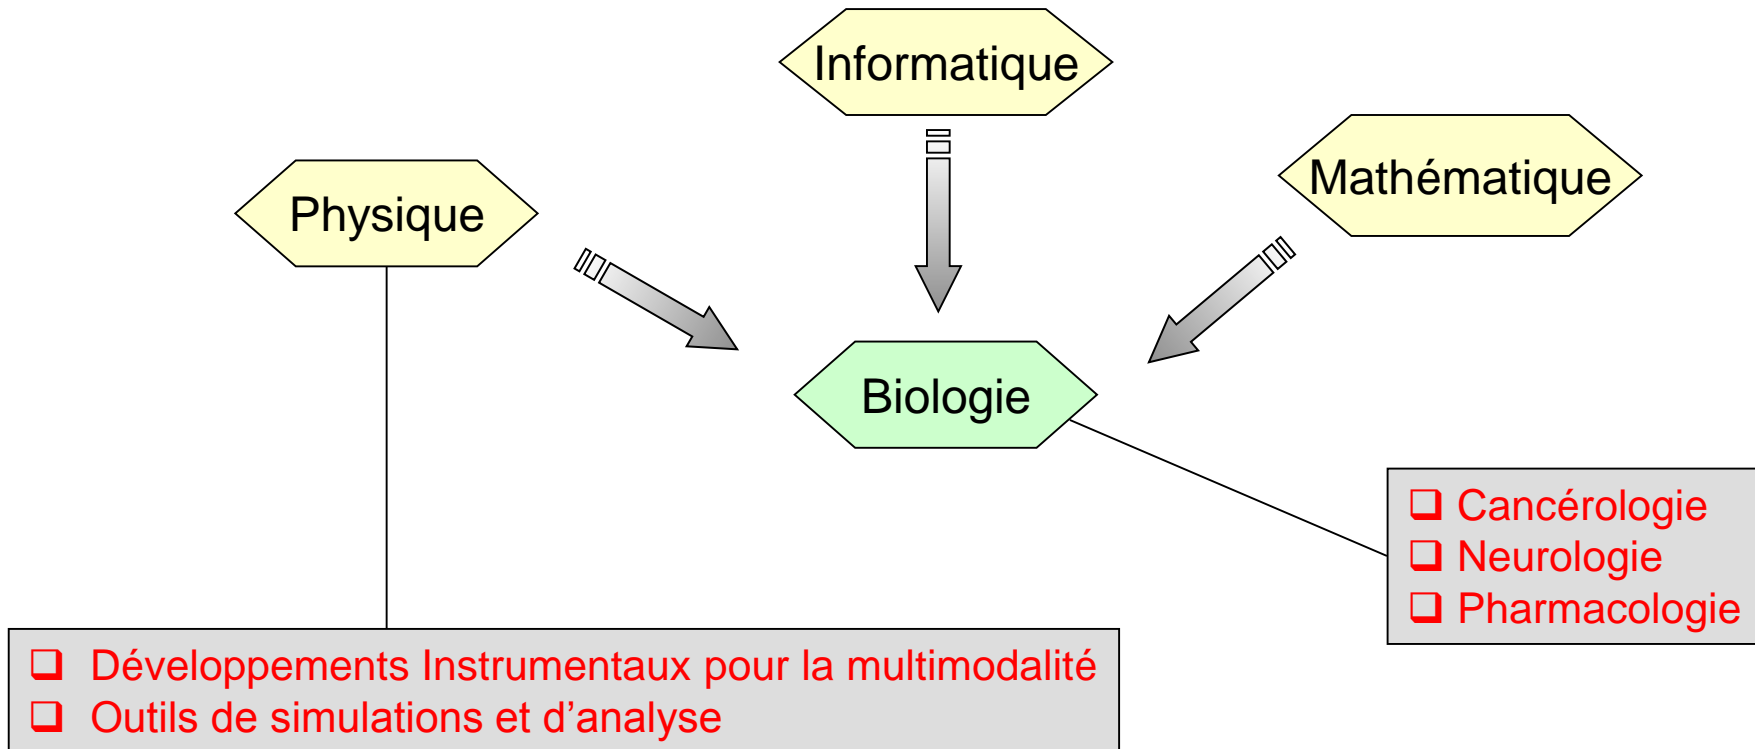 Informatique
Mathématique
Physique
Biologie
Cancérologie
Neurologie
Pharmacologie
Développements Instrumentaux pour la multimodalité
Outils de simulations et d’analyse